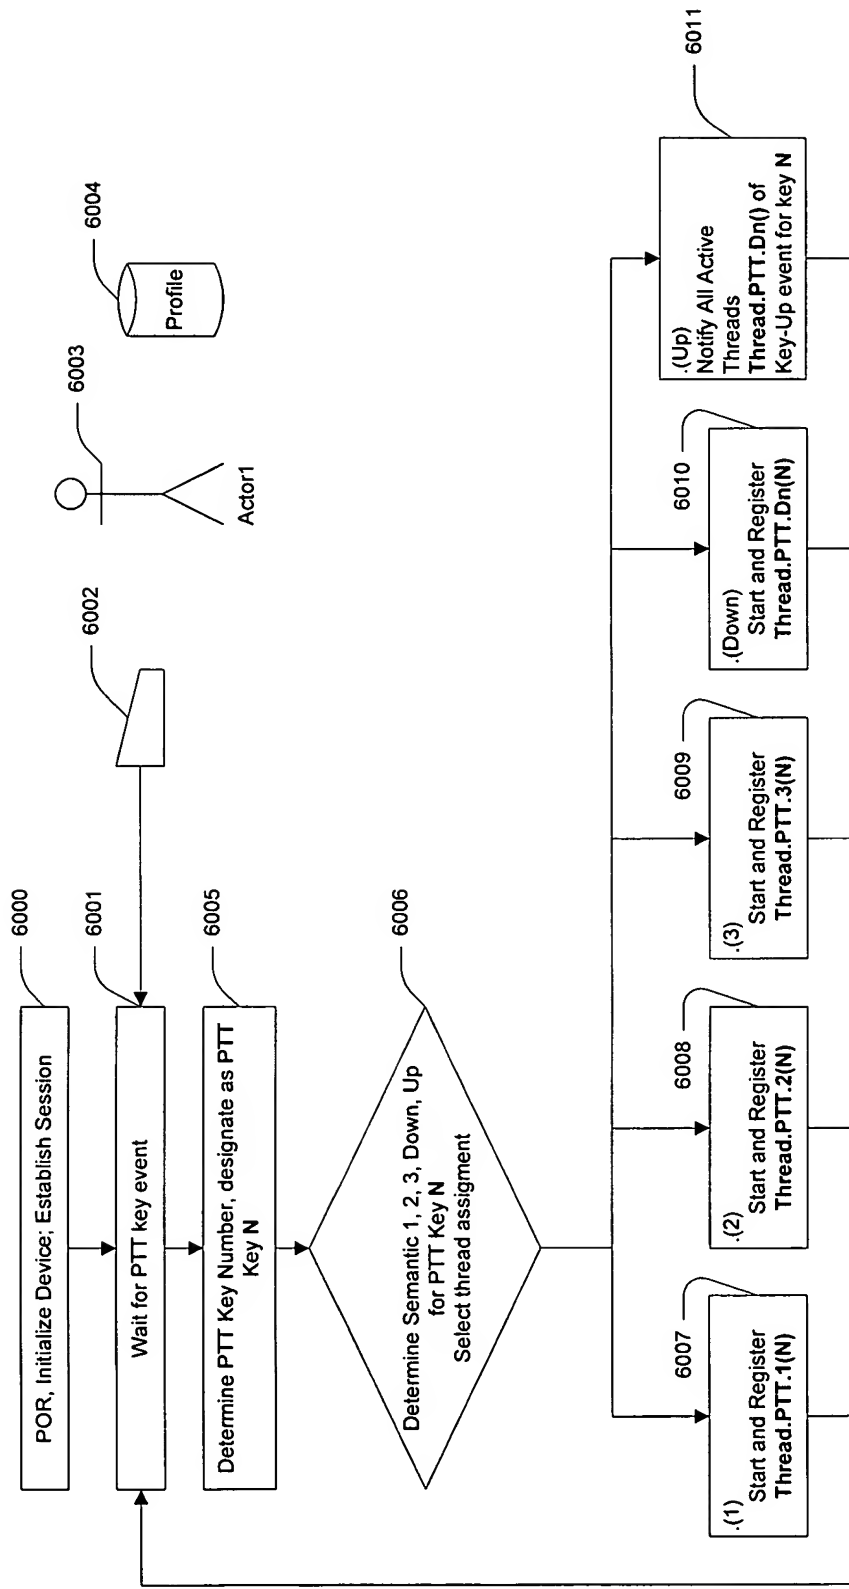 6000
POR, Initialize Device; Establish Session
6001
Wait for PTT key event
6002
6003
Actor1
6004
Profile
6005
Determine PTT Key Number, designate as PTT
Key N
6006
Determine Semantic 1, 2, 3, Down, Up
for PTT Key N
Select thread assigment
6007
.(1)
Start and Register
Thread.PTT.1(N)
6008
.(2)
Start and Register
Thread.PTT.2(N)
6009
.(3)
Start and Register
Thread.PTT.3(N)
6010
.(Down)
Start and Register
Thread.PTT.Dn(N)
6011
.(Up)
Notify All Active
Threads
Thread.PTT.Dn() of
Key-Up event for key N